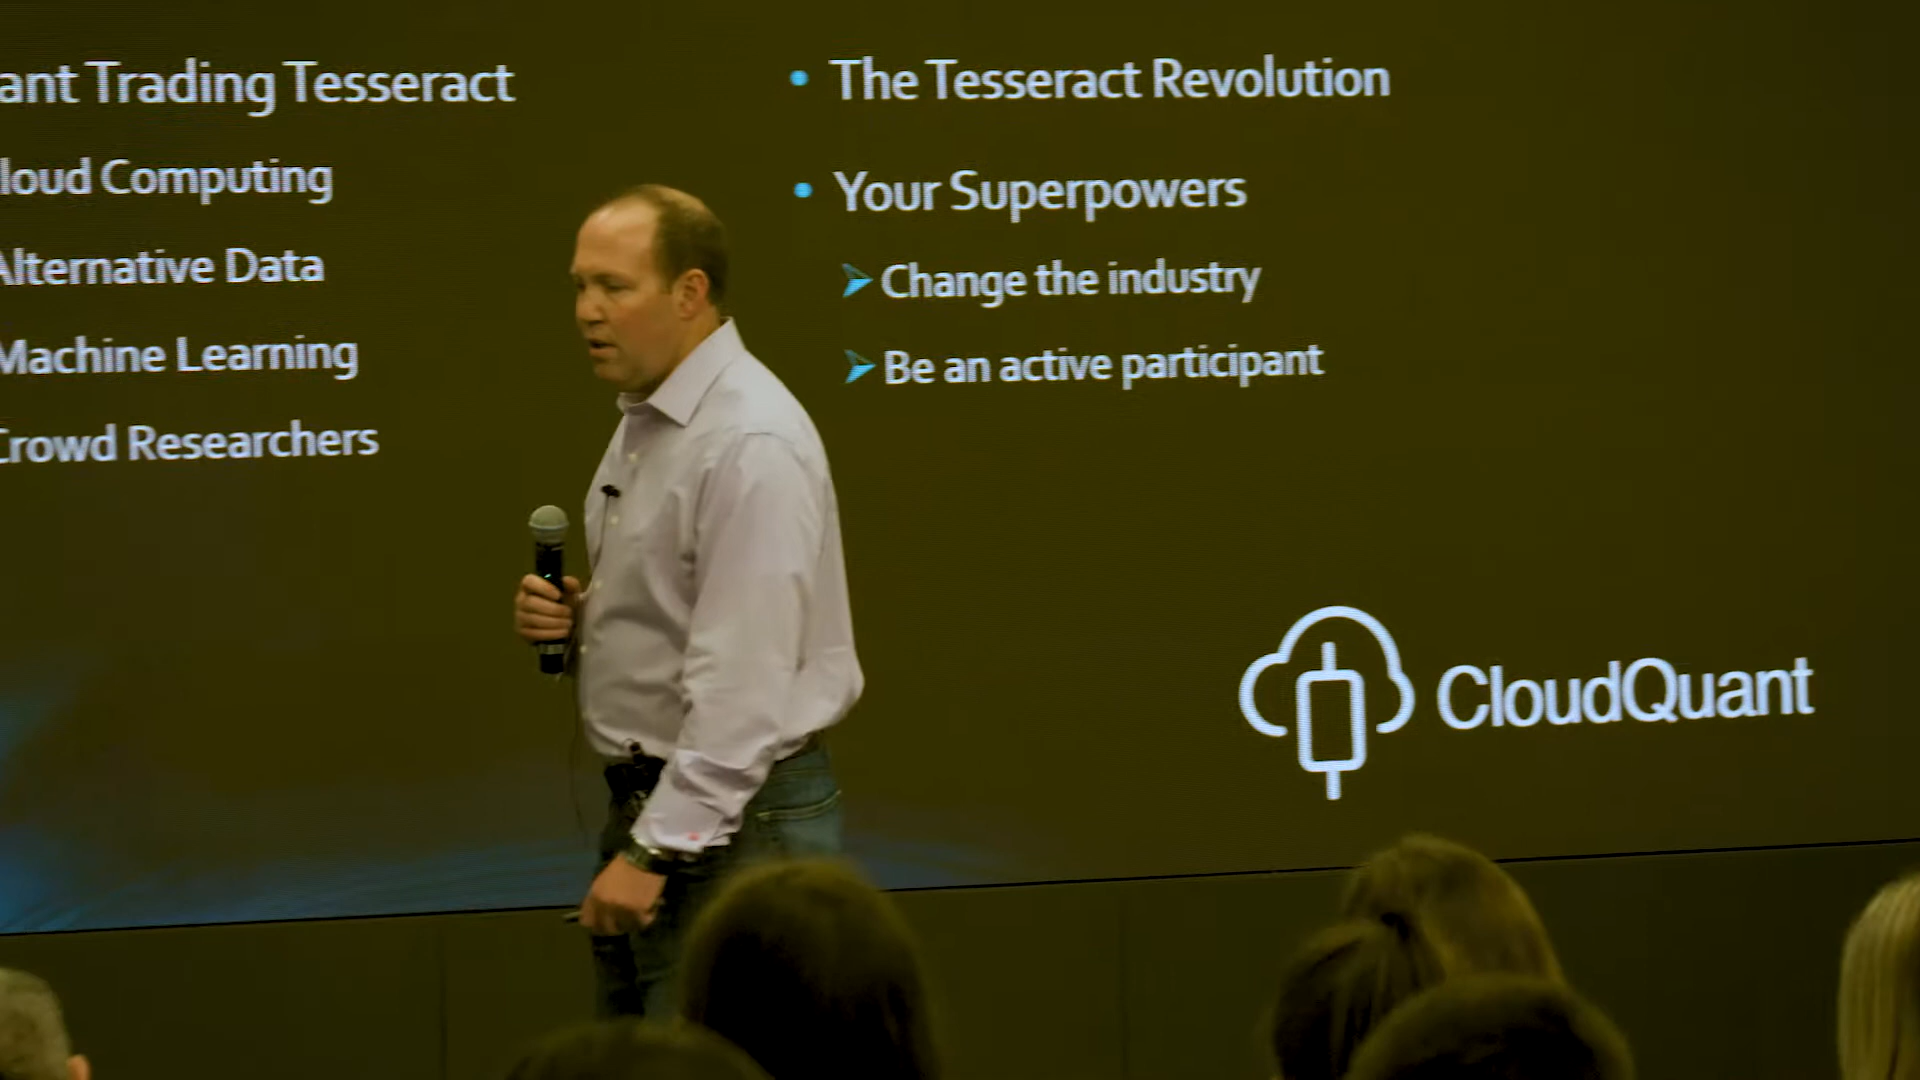 ant Trading Tesseract
loud Computing
Alternative Data
Machine Learning
Crowd Researchers
The Tesseract Revolution
Your Superpowers
Change the industry
Be an active participant
CloudQuant